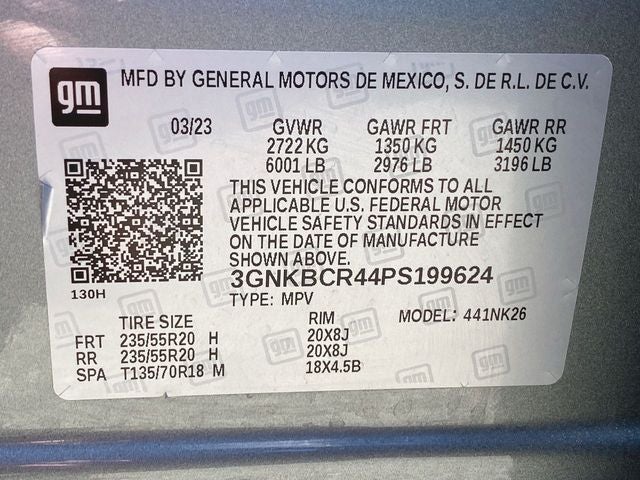 gm MFD BY GENERAL MOTORS DE MEXICO, S. DE R.L. DE C.V.
03/23 GVWR GAWR FRT GAWR RR
2722 KG 1350 KG 1450 KG
6001 LB 2976 LB 3196 LB
THIS VEHICLE CONFORMS TO ALL
APPLICABLE U.S. FEDERAL MOTOR
VEHICLE SAFETY STANDARDS IN EFFECT
ON THE DATE OF MANUFACTURE
SHOWN ABOVE.
3GNKBCR44PS199624
130H
TYPE: MPV MODEL: 441NK26
TIRE SIZE RIM
FRT 235/55R20 H 20X8J
RR 235/55R20 H 20X8J
SPA T135/70R18 M 18X4.5B